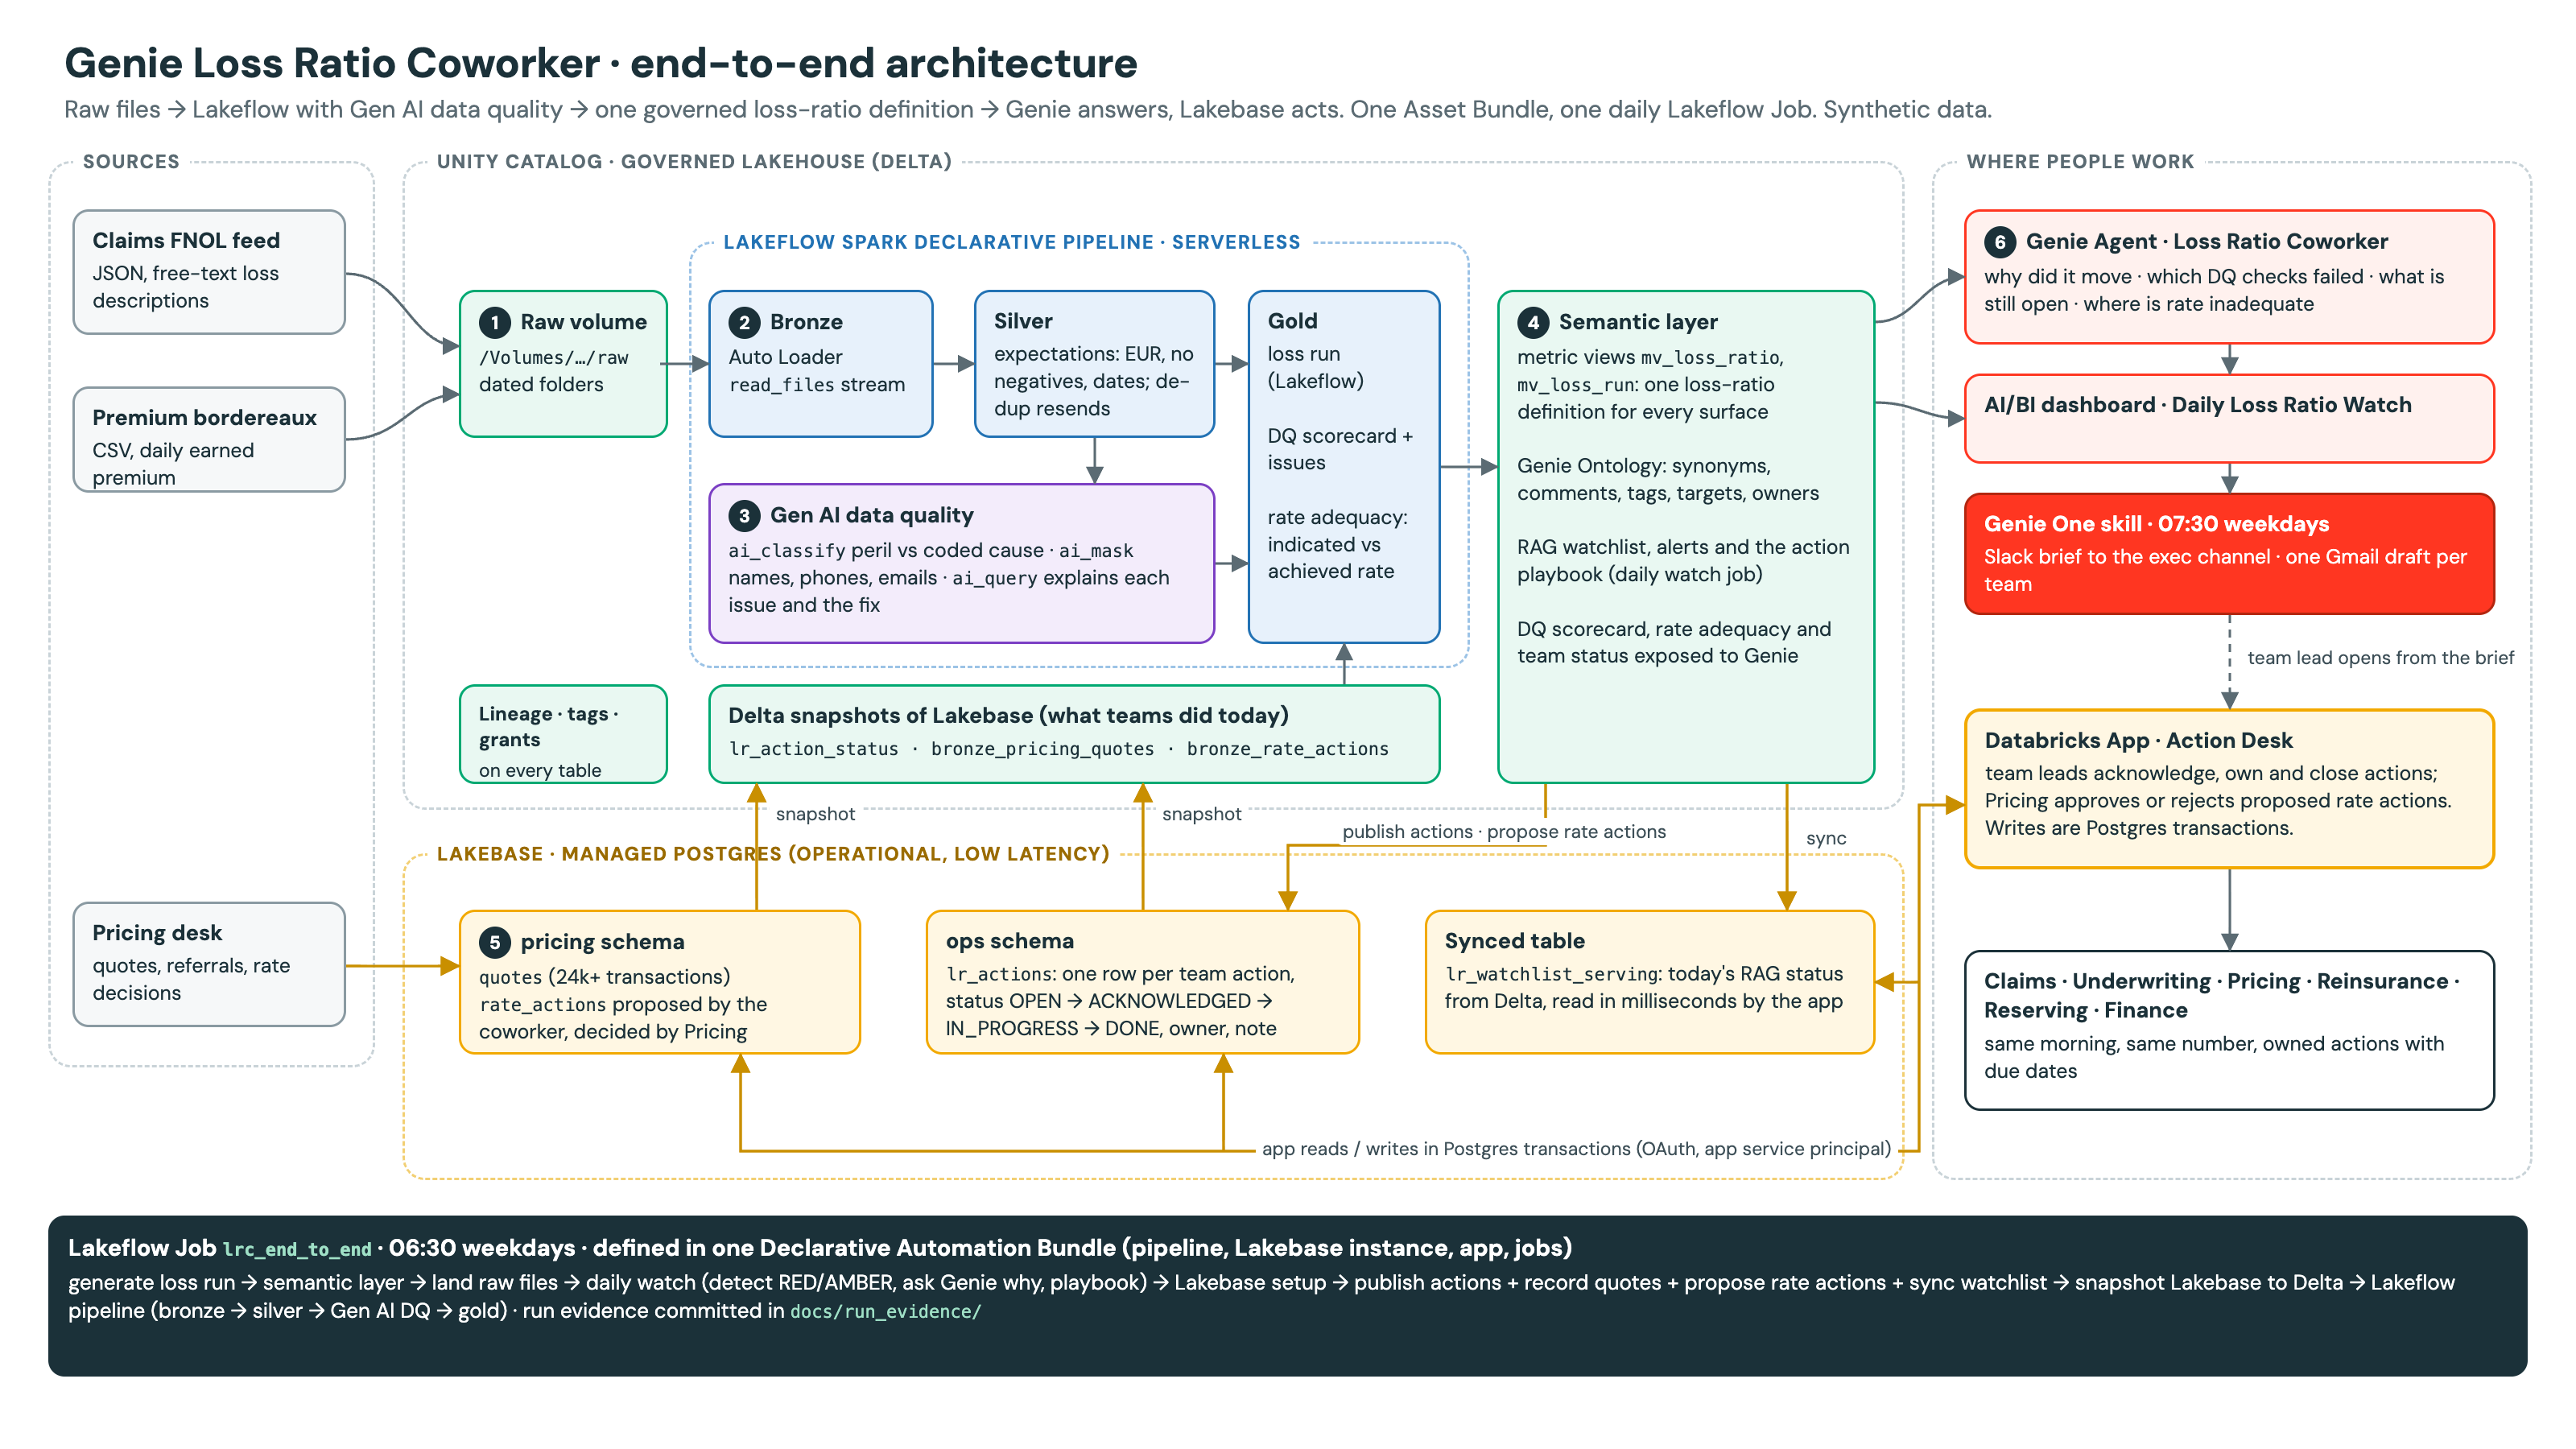 Genie Loss Ratio Coworker · end-to-end architecture
Raw files → Lakeflow with Gen AI data quality → one governed loss-ratio definition → Genie answers, Lakebase acts. One Asset Bundle, one daily Lakeflow Job. Synthetic data.
SOURCES
Claims FNOL feed
JSON, free-text loss
descriptions
Premium bordereaux
CSV, daily earned
premium
Pricing desk
quotes, referrals, rate
decisions
UNITY CATALOG · GOVERNED LAKEHOUSE (DELTA)
1 Raw volume
/Volumes/…/raw
dated folders
LAKEFLOW SPARK DECLARATIVE PIPELINE · SERVERLESS
2 Bronze
Auto Loader
read_files stream
Silver
expectations: EUR, no
negatives, dates; de-
dup resends
3 Gen AI data quality
ai_classify peril vs coded cause · ai_mask
names, phones, emails · ai_query explains each
issue and the fix
Gold
loss run
(Lakeflow)
DQ scorecard +
issues
rate adequacy:
indicated vs
achieved rate
4 Semantic layer
metric views mv_loss_ratio,
mv_loss_run: one loss-ratio
definition for every surface
Genie Ontology: synonyms,
comments, tags, targets, owners
RAG watchlist, alerts and the action
playbook (daily watch job)
DQ scorecard, rate adequacy and
team status exposed to Genie
Lineage · tags ·
grants
on every table
Delta snapshots of Lakebase (what teams did today)
lr_action_status · bronze_pricing_quotes · bronze_rate_actions
snapshot
snapshot
publish actions · propose rate actions
sync
LAKEBASE · MANAGED POSTGRES (OPERATIONAL, LOW LATENCY)
5 pricing schema
quotes (24k+ transactions)
rate_actions proposed by the
coworker, decided by Pricing
ops schema
lr_actions: one row per team action,
status OPEN → ACKNOWLEDGED →
IN_PROGRESS → DONE, owner, note
Synced table
lr_watchlist_serving: today's RAG status
from Delta, read in milliseconds by the app
app reads / writes in Postgres transactions (OAuth, app service principal)
WHERE PEOPLE WORK
6 Genie Agent · Loss Ratio Coworker
why did it move · which DQ checks failed · what is
still open · where is rate inadequate
AI/BI dashboard · Daily Loss Ratio Watch
Genie One skill · 07:30 weekdays
Slack brief to the exec channel · one Gmail draft per
team
team lead opens from the brief
Databricks App · Action Desk
team leads acknowledge, own and close actions;
Pricing approves or rejects proposed rate actions.
Writes are Postgres transactions.
Claims · Underwriting · Pricing · Reinsurance ·
Reserving · Finance
same morning, same number, owned actions with
due dates
Lakeflow Job lrc_end_to_end · 06:30 weekdays · defined in one Declarative Automation Bundle (pipeline, Lakebase instance, app, jobs)
generate loss run → semantic layer → land raw files → daily watch (detect RED/AMBER, ask Genie why, playbook) → Lakebase setup → publish actions + record quotes + propose rate actions + sync watchlist → snapshot Lakebase to Delta → Lakeflow
pipeline (bronze → silver → Gen AI DQ → gold) · run evidence committed in docs/run_evidence/